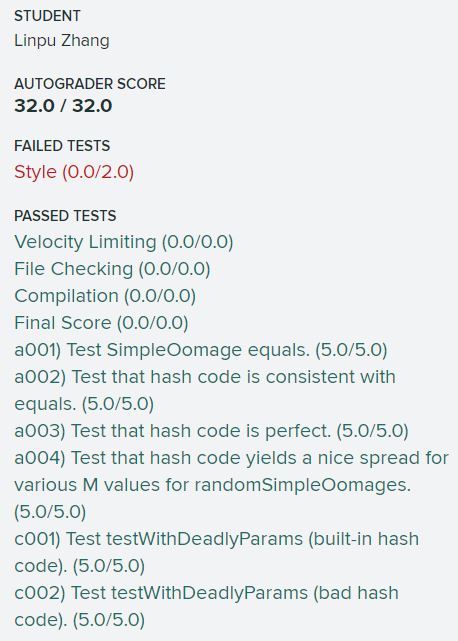 STUDENT
Linpu Zhang
AUTOGRADER SCORE
32.0 / 32.0
FAILED TESTS
Style (0.0/2.0)
PASSED TESTS
Velocity Limiting (0.0/0.0)
File Checking (0.0/0.0)
Compilation (0.0/0.0)
Final Score (0.0/0.0)
a001) Test SimpleOomage equals. (5.0/5.0)
a002) Test that hash code is consistent with
equals. (5.0/5.0)
a003) Test that hash code is perfect. (5.0/5.0)
a004) Test that hash code yields a nice spread for
various M values for randomSimpleOomages.
(5.0/5.0)
c001) Test testWithDeadlyParams (built-in hash
code). (5.0/5.0)
c002) Test testWithDeadlyParams (bad hash
code). (5.0/5.0)